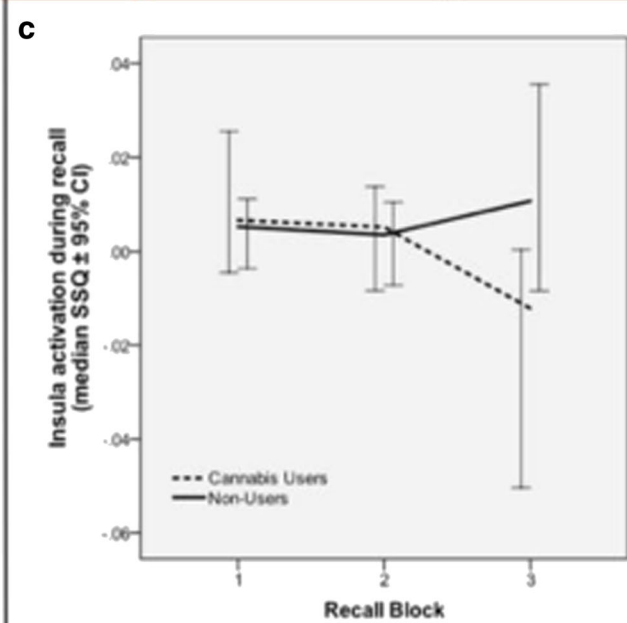 c
Insula activation during recall
(median SSQ ± 95% CI)
.04
.02
.00
-.02
-.04
-.06
Cannabis Users
Non-Users
1
2
3
Recall Block